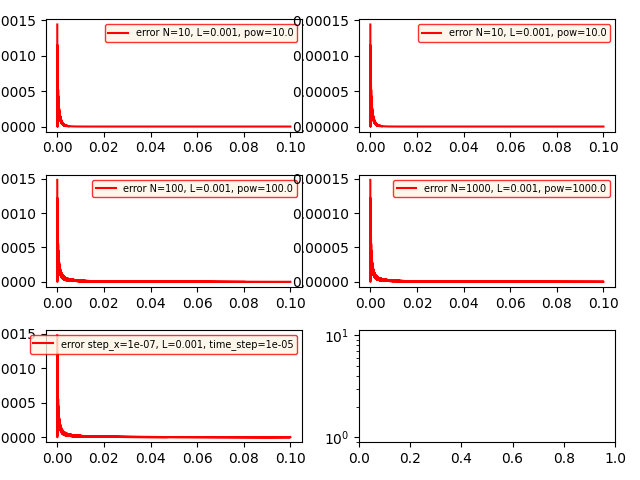 0015 error N=10, L=0.001, pow=10.0 0.00015 error N=10, L=0.001, pow=10.0
0010 0.00010
0005 0.00005
0000 0.00000
0.00 0.02 0.04 0.06 0.08 0.10 0.00 0.02 0.04 0.06 0.08 0.10
0015 error N=100, L=0.001, pow=100.0 0.00015 error N=1000, L=0.001, pow=1000.0
0010 0.00010
0005 0.00005
0000 0.00000
0.00 0.02 0.04 0.06 0.08 0.10 0.00 0.02 0.04 0.06 0.08 0.10
0015 error step_x=1e-07, L=0.001, time_step=1e-05 10¹
0010
0005
0000 10⁰
0.00 0.02 0.04 0.06 0.08 0.10 0.0 0.2 0.4 0.6 0.8 1.0